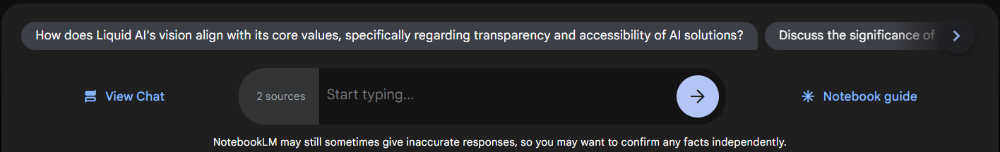 How does Liquid AI's vision align with its core values, specifically regarding transparency and accessibility of AI solutions?
Discuss the significance of
View Chat
2 sources
Start typing...
Notebook guide
NotebookLM may still sometimes give inaccurate responses, so you may want to confirm any facts independently.